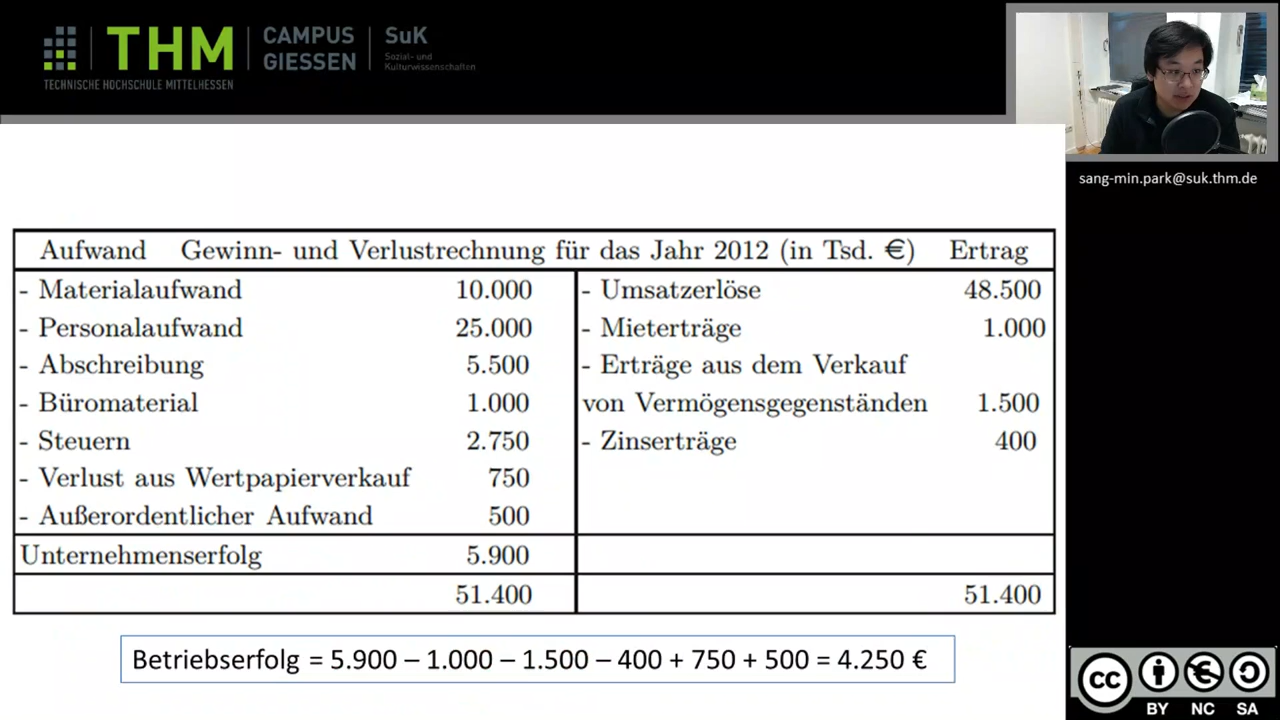 THM CAMPUS GIESSEN SuK
Sozial- und
Kulturwissenschaften
TECHNISCHE HOCHSCHULE MITTELHESSEN
sang-min.park@suk.thm.de
Aufwand Gewinn- und Verlustrechnung für das Jahr 2012 (in Tsd. €) Ertrag
- Materialaufwand 10.000 - Umsatzerlöse 48.500
- Personalaufwand 25.000 - Mieterträge 1.000
- Abschreibung 5.500 - Erträge aus dem Verkauf
- Büromaterial 1.000 von Vermögensgegenständen 1.500
- Steuern 2.750 - Zinserträge 400
- Verlust aus Wertpapierverkauf 750
- Außerordentlicher Aufwand 500
Unternehmenserfolg 5.900
51.400 51.400
Betriebserfolg = 5.900 – 1.000 – 1.500 – 400 + 750 + 500 = 4.250 €
cc
BY NC SA